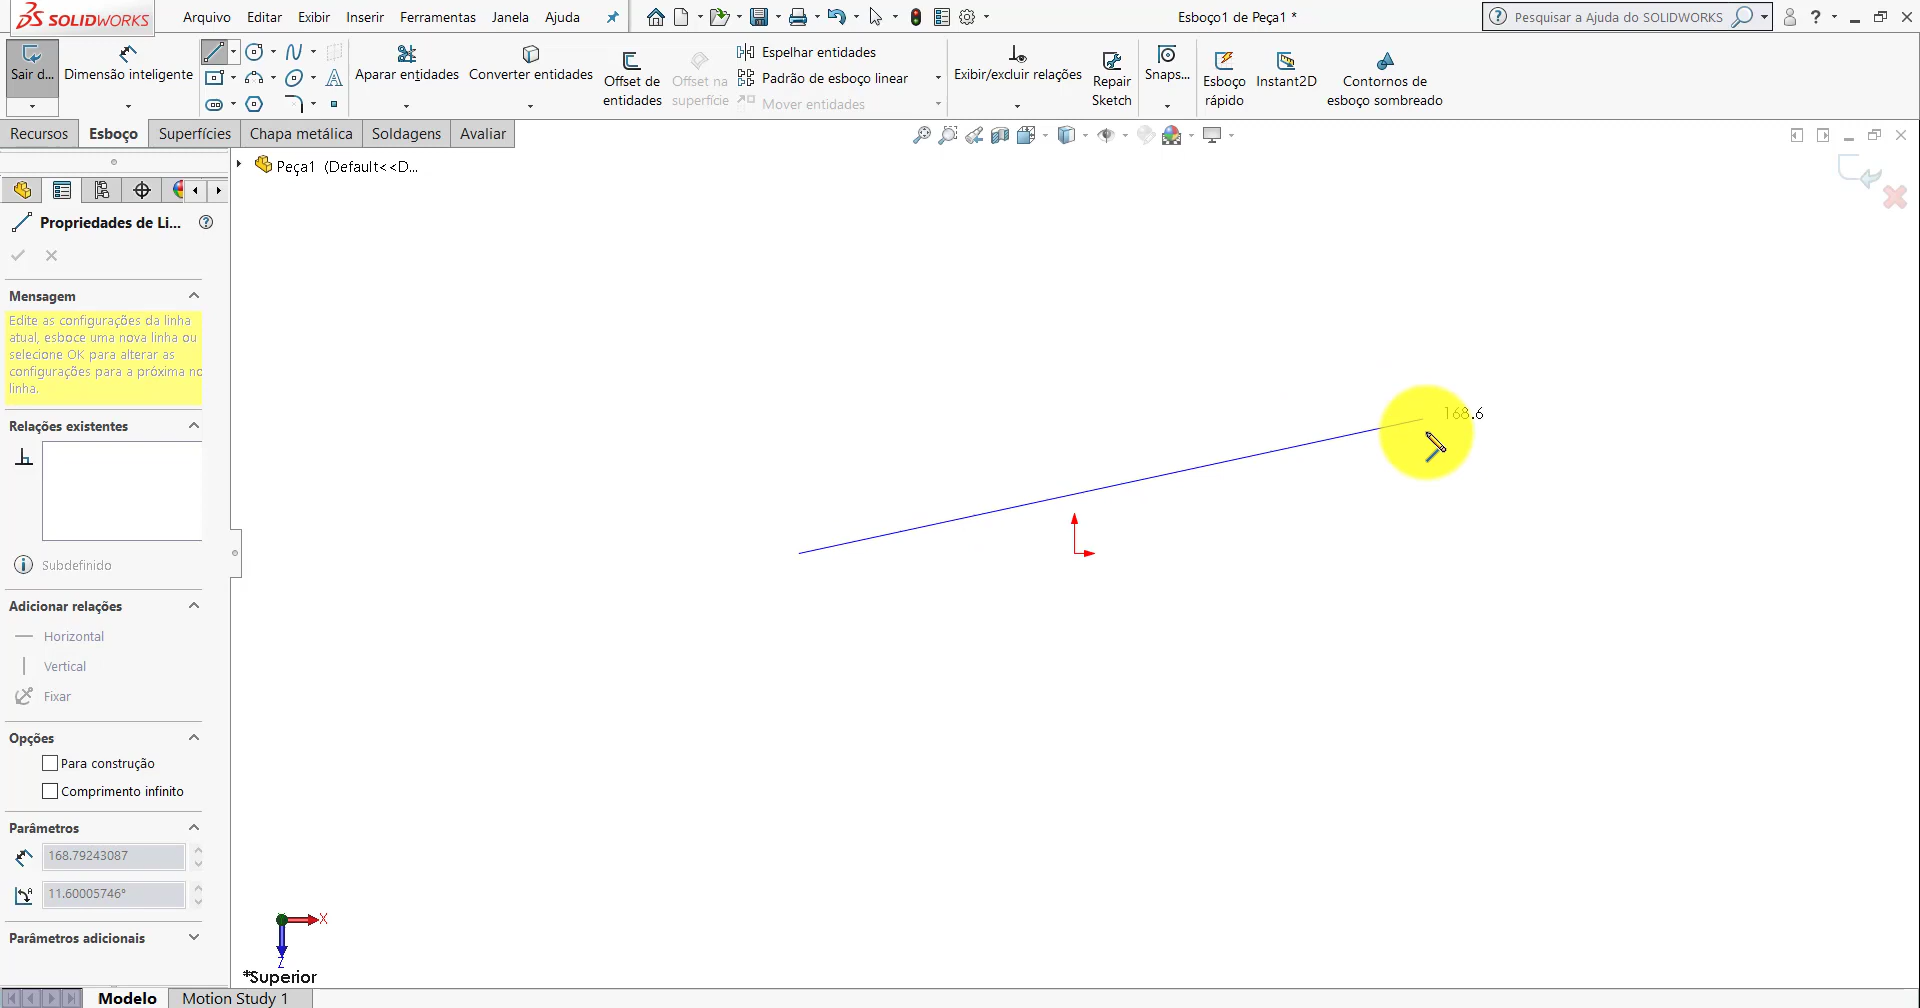 SOLIDWORKS
Arquivo Editar Exibir Inserir Ferramentas Janela Ajuda
Esboço1 de Peça1 *
Pesquisar a Ajuda do SOLIDWORKS
Sair d...
Dimensão inteligente
Aparar entidades
Converter entidades
Offset de
entidades
Offset na
superfície
Espelhar entidades
Padrão de esboço linear
Mover entidades
Exibir/excluir relações
Repair
Sketch
Snaps...
Esboço
rápido
Instant2D
Contornos de
esboço sombreado
Recursos Esboço Superfícies Chapa metálica Soldagens Avaliar
Peça1 (Default<<D...
Propriedades de Li...
Mensagem
Edite as configurações da linha
atual, esboce uma nova linha ou
selecione OK para alterar as
configurações para a próxima no
linha.
Relações existentes
Subdefinido
Adicionar relações
Horizontal
Vertical
Fixar
Opções
Para construção
Comprimento infinito
Parâmetros
168.79243087
11.60005746°
Parâmetros adicionais
168.6
X
Z
*Superior
Modelo Motion Study 1